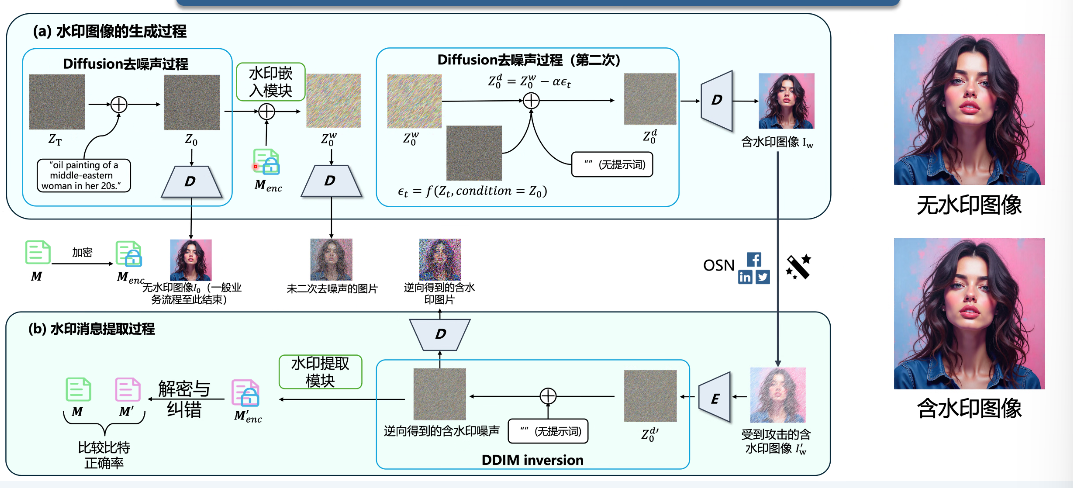 (a) 水印图像的生成过程
Diffusion去噪声过程
Z_T
Z_0
"oil painting of a
middle-eastern
woman in her 20s."
D
水印嵌
入模块
M_enc
Z_0^w
D
Diffusion去噪声过程（第二次）
Z_0^d = Z_0^w − αϵ_t
Z_0^w
Z_0^d
"" (无提示词)
ϵ_t = f(Z_t, condition = Z_0)
D
含水印图像 I_w
M
加密
M_enc
无水印图像I_0（一般业
务流程至此结束）
未二次去噪声的图片
逆向得到的含水
印图片
OSN
f
in
(b) 水印消息提取过程
D
水印提取
模块
M
M'
解密与
纠错
M'_enc
比较比特
正确率
逆向得到的含水印噪声
"" (无提示词)
Z_0^d'
DDIM inversion
E
受到攻击的含
水印图像 I'_w
无水印图像
含水印图像